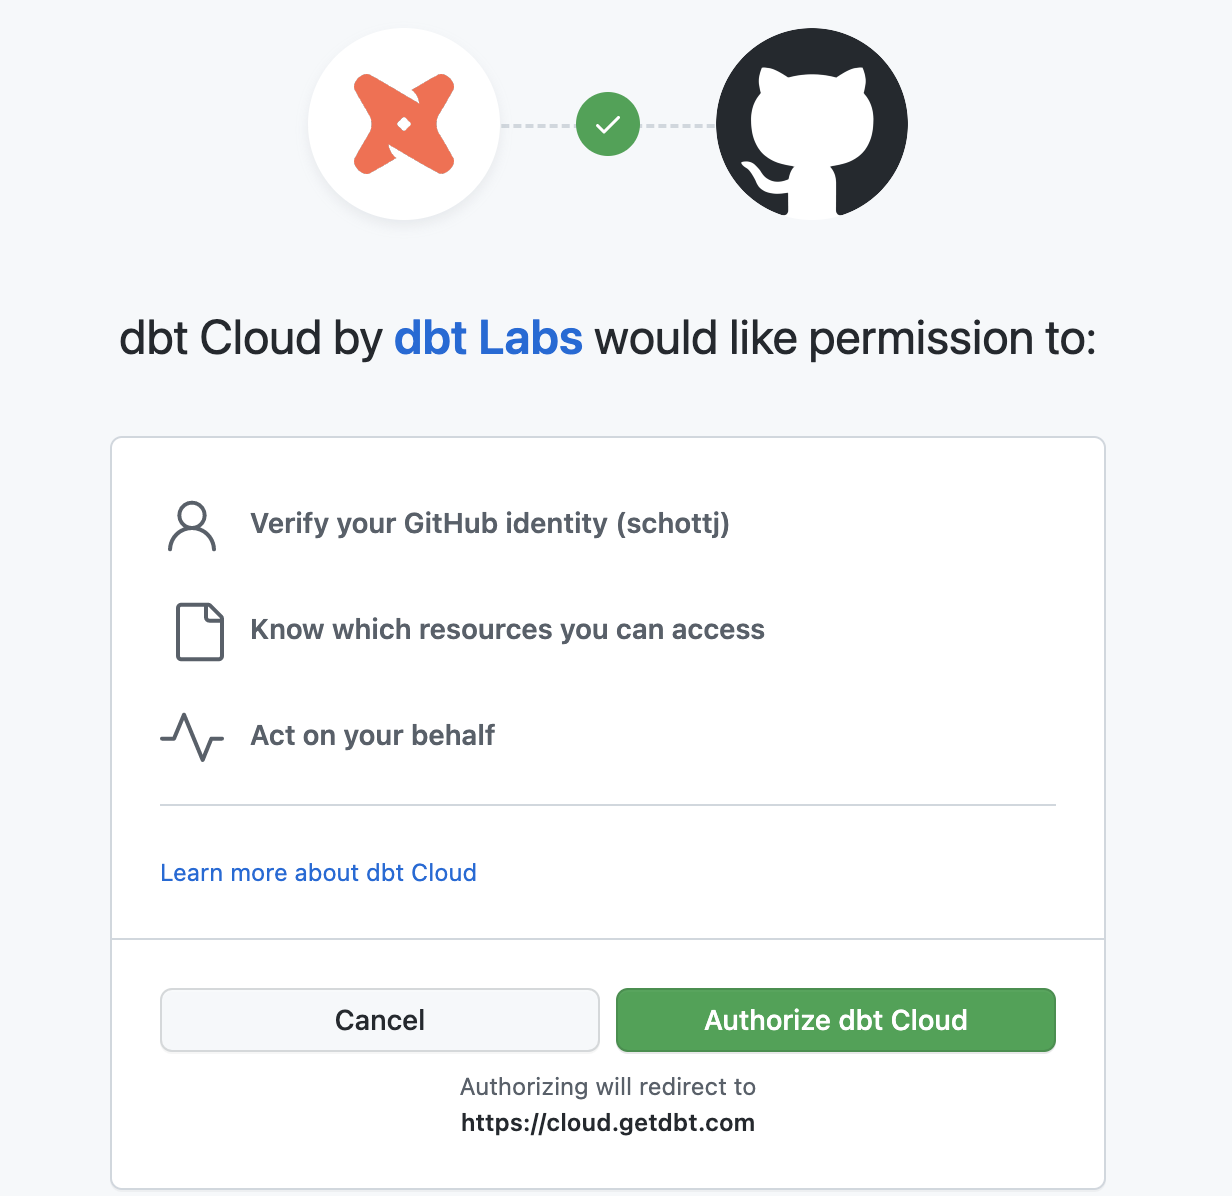 dbt Cloud by dbt Labs would like permission to:
Verify your GitHub identity (schottj)
Know which resources you can access
Act on your behalf
Learn more about dbt Cloud
Cancel
Authorize dbt Cloud
Authorizing will redirect to
https://cloud.getdbt.com